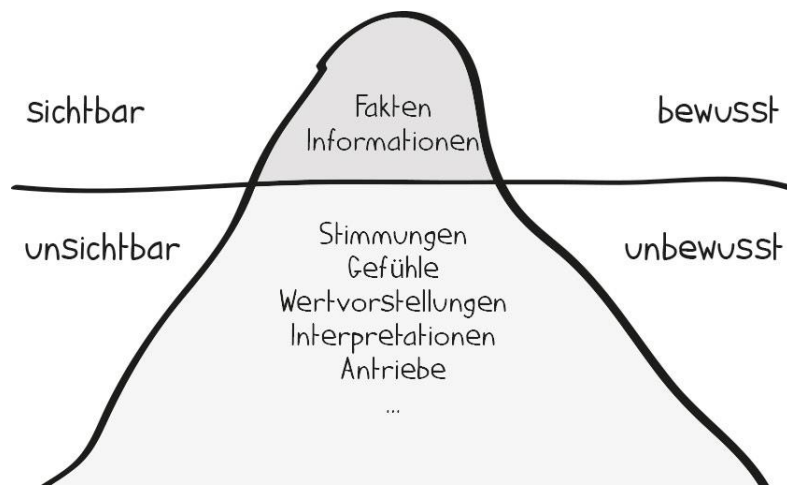 sichtbar
Fakten
Informationen
bewusst
unsichtbar
Stimmungen
Gefühle
Wertvorstellungen
Interpretationen
Antriebe
...
unbewusst